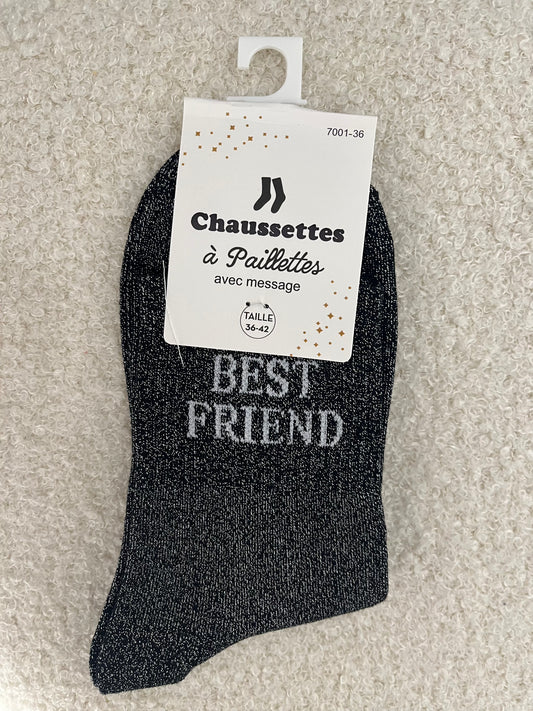 7001-36
Chaussettes
à Paillettes
avec message
TAILLE
36-42
BEST
FRIEND